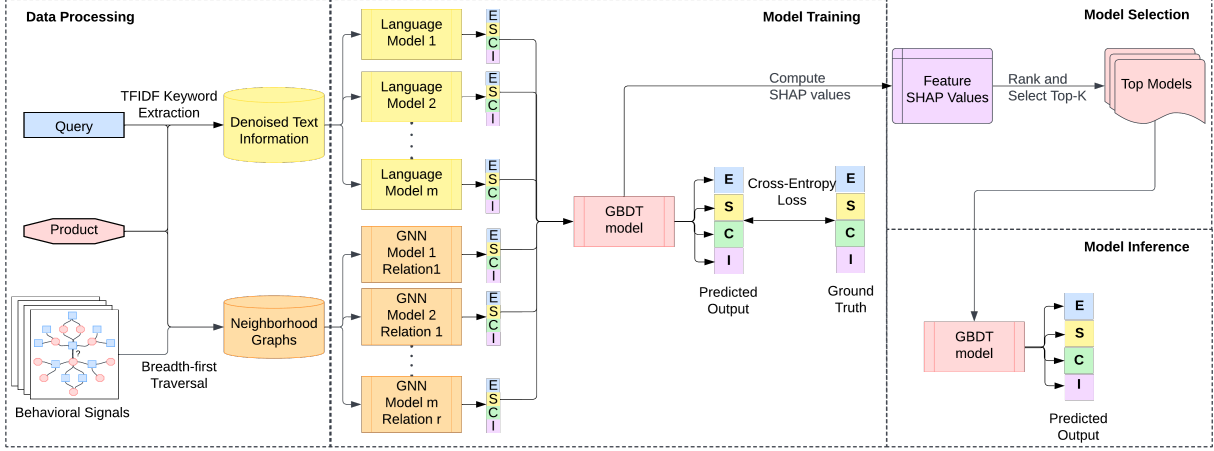 Data Processing
TFIDF Keyword
Extraction
Query
Product
Behavioral Signals
?
Breadth-first
Traversal
Denoised Text
Information
Neighborhood
Graphs
Model Training
Language
Model 1
E
S
C
I
Language
Model 2
E
S
C
I
Language
Model m
E
S
C
I
GNN
Model 1
Relation1
E
S
C
I
GNN
Model 2
Relation 1
E
S
C
I
GNN
Model m
Relation r
E
S
C
I
GBDT
model
Compute
SHAP values
E
S
C
I
Predicted
Output
Cross-Entropy
Loss
E
S
C
I
Ground
Truth
Model Selection
Feature
SHAP Values
Rank and
Select Top-K
Top Models
Model Inference
GBDT
model
E
S
C
I
Predicted
Output